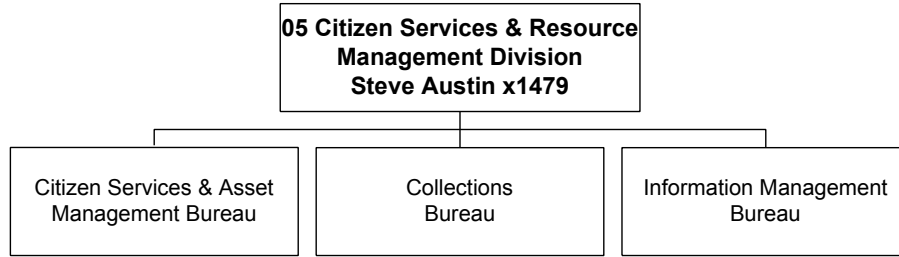 05 Citizen Services & Resource
Management Division
Steve Austin x1479
Citizen Services & Asset
Management Bureau
Collections
Bureau
Information Management
Bureau